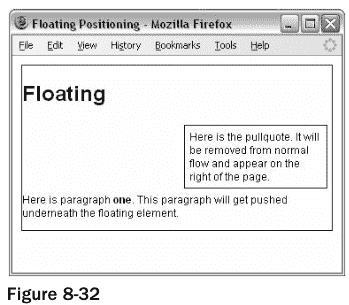 Floating Positioning - Mozilla Firefox
File Edit View History Bookmarks Tools Help
Floating
Here is the pullquote. It will
be removed from normal
flow and appear on the
right of the page.
Here is paragraph one. This paragraph will get pushed
underneath the floating element.
Figure 8-32